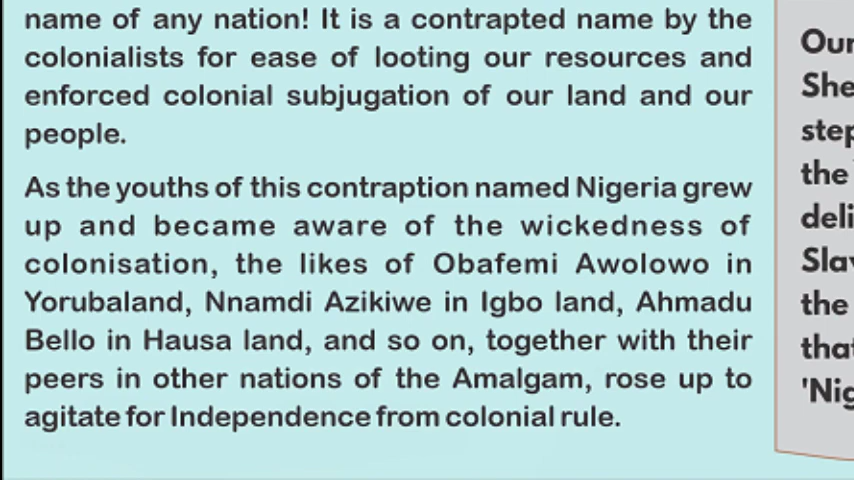 name of any nation! It is a contrapted name by the
colonialists for ease of looting our resources and
enforced colonial subjugation of our land and our
people.
As the youths of this contraption named Nigeria grew
up and became aware of the wickedness of
colonisation, the likes of Obafemi Awolowo in
Yorubaland, Nnamdi Azikiwe in Igbo land, Ahmadu
Bello in Hausa land, and so on, together with their
peers in other nations of the Amalgam, rose up to
agitate for Independence from colonial rule.
Our
She
step
the
deli
Slav
the
that
'Nig